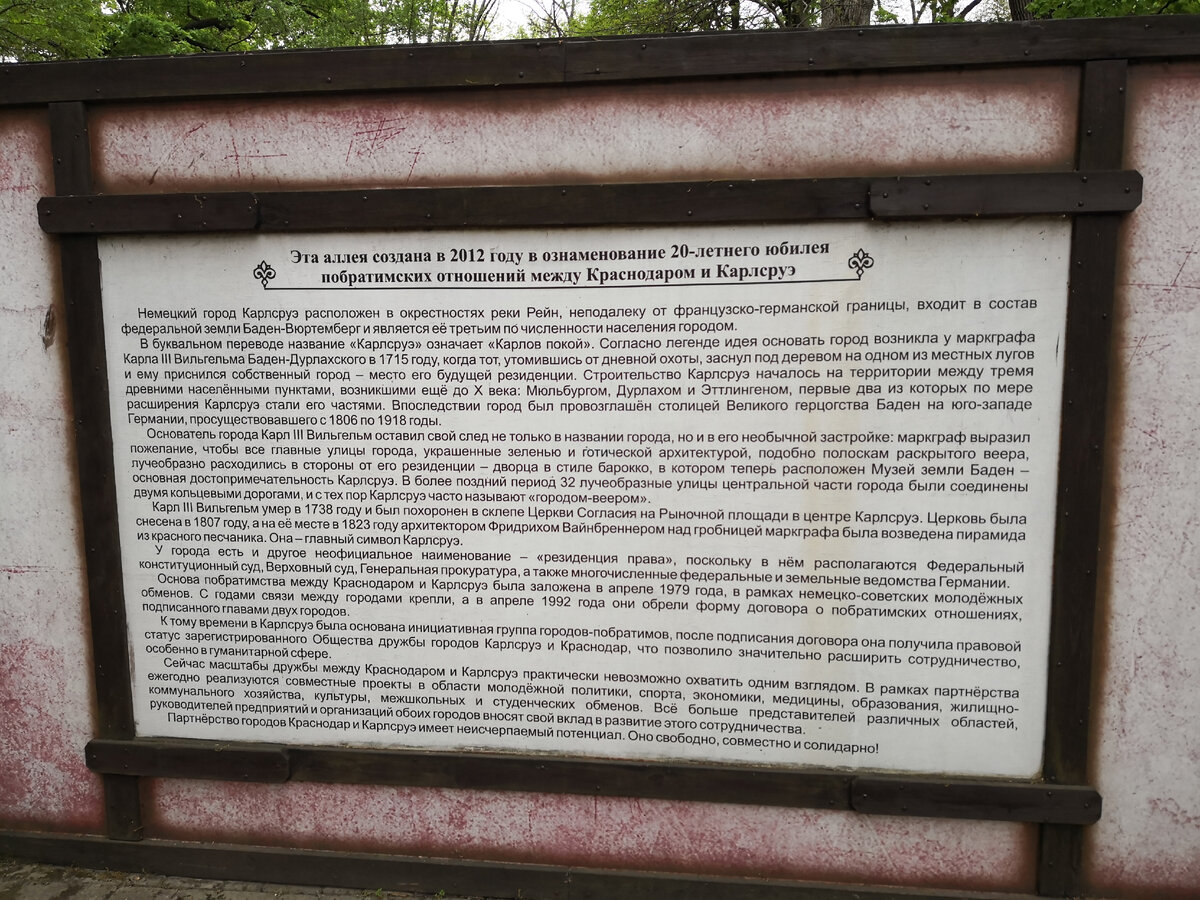 Эта аллея создана в 2012 году в ознаменование 20-летнего юбилея
побратимских отношений между Краснодаром и Карлсруэ
Немецкий город Карлсруэ расположен в окрестностях реки Рейн, неподалеку от французско-германской границы, входит в состав
федеральной земли Баден-Вюртемберг и является её третьим по численности населения городом.
В буквальном переводе название «Карлсруэ» означает «Карлов покой». Согласно легенде идея основать город возникла у маркграфа
Карла III Вильгельма Баден-Дурлахского в 1715 году, когда тот, утомившись от дневной охоты, заснул под деревом на одном из местных лугов
и ему приснился собственный город – место его будущей резиденции. Строительство Карлсруэ началось на территории между тремя
древними населёнными пунктами, возникшими ещё до X века: Мюльбургом, Дурлахом и Эттлингеном, первые два из которых по мере
расширения Карлсруэ стали его частями. Впоследствии город был провозглашён столицей Великого герцогства Баден на юго-западе
Германии, просуществовавшего с 1806 по 1918 годы.
Основатель города Карл III Вильгельм оставил свой след не только в названии города, но и в его необычной застройке: маркграф выразил
пожелание, чтобы все главные улицы города, украшенные зеленью и готической архитектурой, подобно полоскам раскрытого веера,
лучеобразно расходились в стороны от его резиденции – дворца в стиле барокко, в котором теперь расположен Музей земли Баден –
основная достопримечательность Карлсруэ. В более поздний период 32 лучеобразные улицы центральной части города были соединены
двумя кольцевыми дорогами, и с тех пор Карлсруэ часто называют «городом-веером».
Карл III Вильгельм умер в 1738 году и был похоронен в склепе Церкви Согласия на Рыночной площади в центре Карлсруэ. Церковь была
снесена в 1807 году, а на её месте в 1823 году архитектором Фридрихом Вайнбреннером над гробницей маркграфа была возведена пирамида
из красного песчаника. Она – главный символ Карлсруэ.
У города есть и другое неофициальное наименование – «резиденция права», поскольку в нём располагаются Федеральный
конституционный суд, Верховный суд, Генеральная прокуратура, а также многочисленные федеральные и земельные ведомства Германии.
Основа побратимства между Краснодаром и Карлсруэ была заложена в апреле 1979 года, в рамках немецко-советских молодёжных
обменов. С годами связи между городами крепли, а в апреле 1992 года они обрели форму договора о побратимских отношениях,
подписанного главами двух городов.
К тому времени в Карлсруэ была основана инициативная группа городов-побратимов, после подписания договора она получила правовой
статус зарегистрированного Общества дружбы городов Карлсруэ и Краснодар, что позволило значительно расширить сотрудничество,
особенно в гуманитарной сфере.
Сейчас масштабы дружбы между Краснодаром и Карлсруэ практически невозможно охватить одним взглядом. В рамках партнёрства
ежегодно реализуются совместные проекты в области молодёжной политики, спорта, экономики, медицины, образования, жилищно-
коммунального хозяйства, культуры, межшкольных и студенческих обменов. Всё больше представителей различных областей,
руководителей предприятий и организаций обоих городов вносят свой вклад в развитие этого сотрудничества.
Партнёрство городов Краснодар и Карлсруэ имеет неисчерпаемый потенциал. Оно свободно, совместно и солидарно!